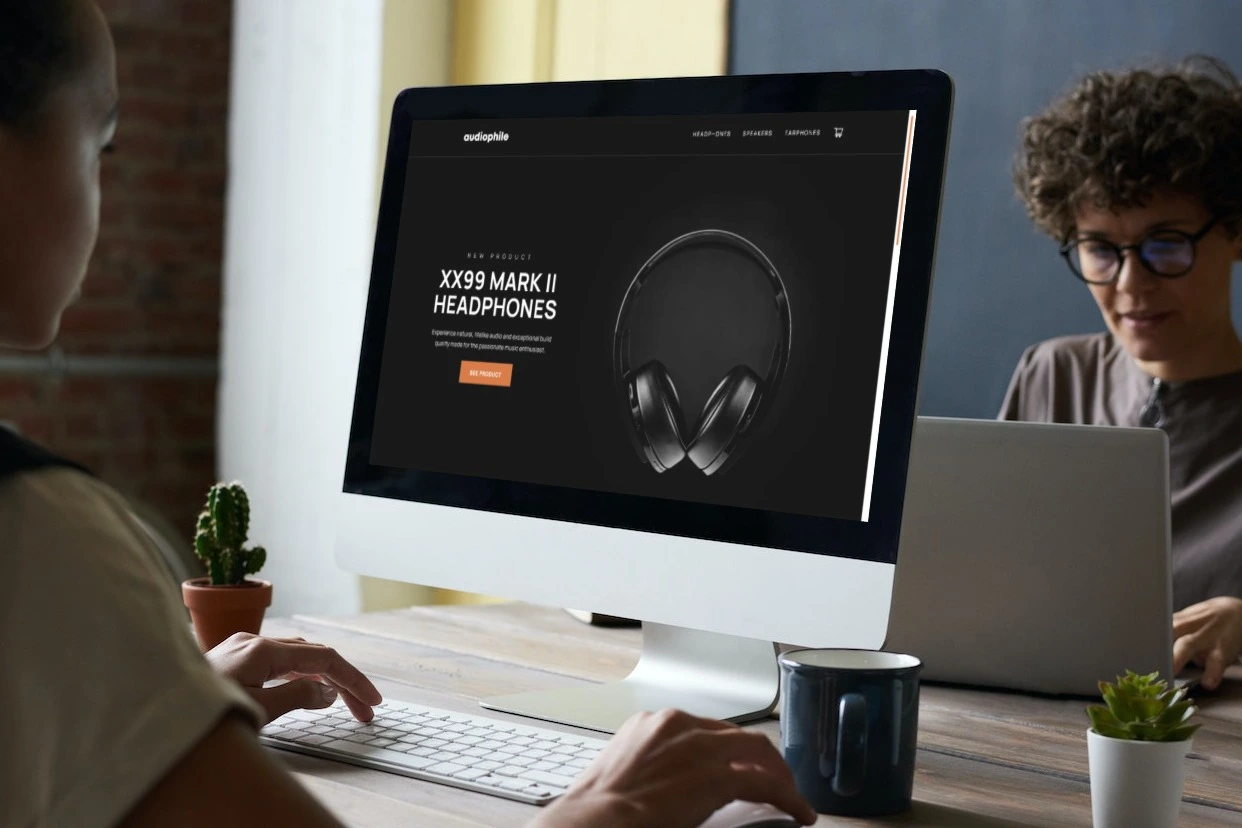 audiophile
HEADPHONES SPEAKERS EARPHONES
NEW PRODUCT
XX99 MARK II
HEADPHONES
Experience natural, lifelike audio and exceptional build
quality made for the passionate music enthusiast.
SEE PRODUCT